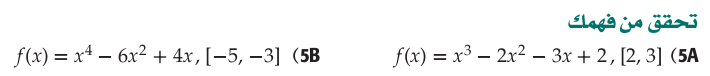 تحقق من فهمك
f(x) = x³ − 2x² − 3x + 2, [2, 3] (5A
f(x) = x⁴ − 6x² + 4x, [−5, −3] (5B